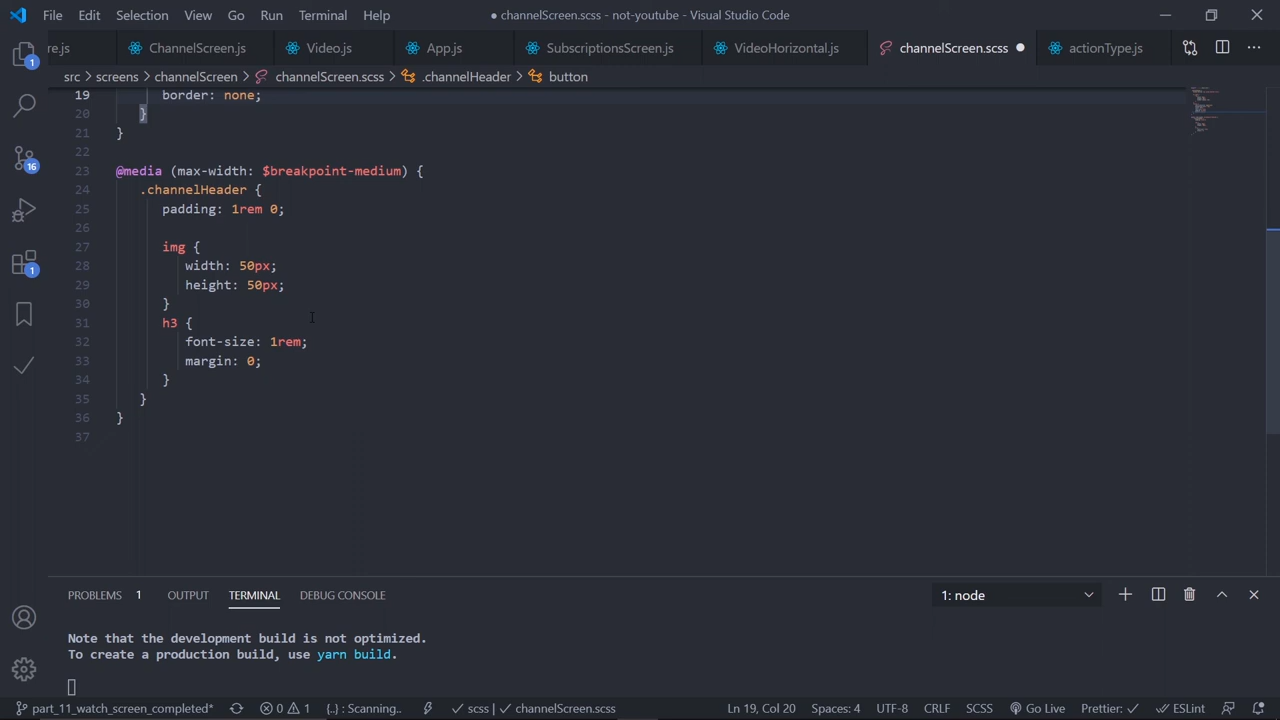 File Edit Selection View Go Run Terminal Help
● channelScreen.scss - not-youtube - Visual Studio Code
re.js ChannelScreen.js Video.js App.js SubscriptionsScreen.js VideoHorizontal.js channelScreen.scss ● actionType.js ...
src > screens > channelScreen > channelScreen.scss > .channelHeader > button
1
16
1
19 border: none;
20 }
21 }
22
23 @media (max-width: $breakpoint-medium) {
24 .channelHeader {
25 padding: 1rem 0;
26
27 img {
28 width: 50px;
29 height: 50px;
30 }
31 h3 {
32 font-size: 1rem;
33 margin: 0;
34 }
35 }
36 }
37
PROBLEMS 1 OUTPUT TERMINAL DEBUG CONSOLE 1: node
Note that the development build is not optimized.
To create a production build, use yarn build.
part_11_watch_screen_completed* 0 0 1 {..} : Scanning.. scss | ✓ channelScreen.scss Ln 19, Col 20 Spaces: 4 UTF-8 CRLF SCSS Go Live Prettier: ✓ ESLint